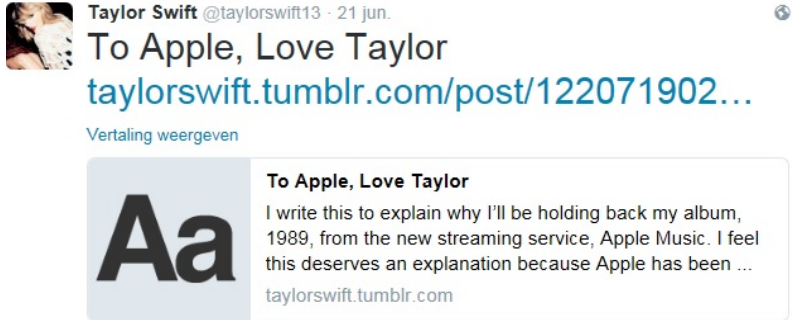 Taylor Swift @taylorswift13 · 21 jun.
To Apple, Love Taylor
taylorswift.tumblr.com/post/122071902…
Vertaling weergeven
Aa
To Apple, Love Taylor
I write this to explain why I'll be holding back my album,
1989, from the new streaming service, Apple Music. I feel
this deserves an explanation because Apple has been ...
taylorswift.tumblr.com